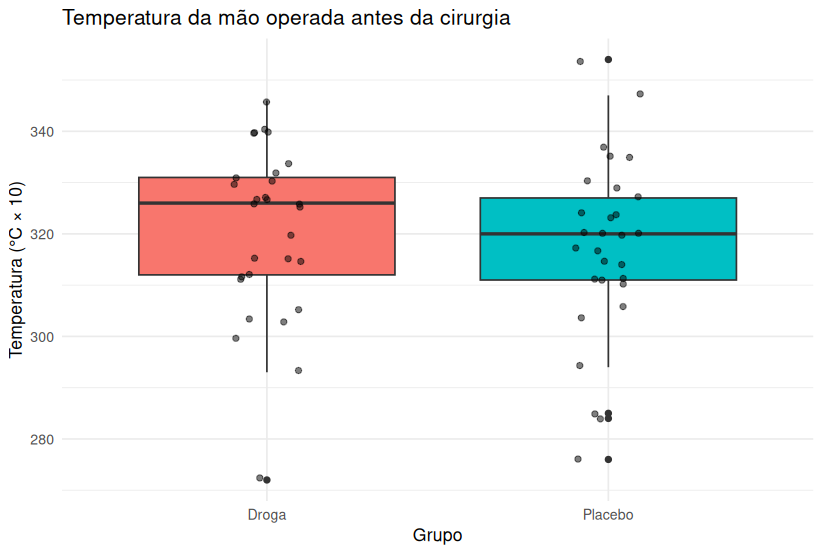 Temperatura da mão operada antes da cirurgia
Temperatura (°C × 10)
340
320
300
280
Droga
Placebo
Grupo